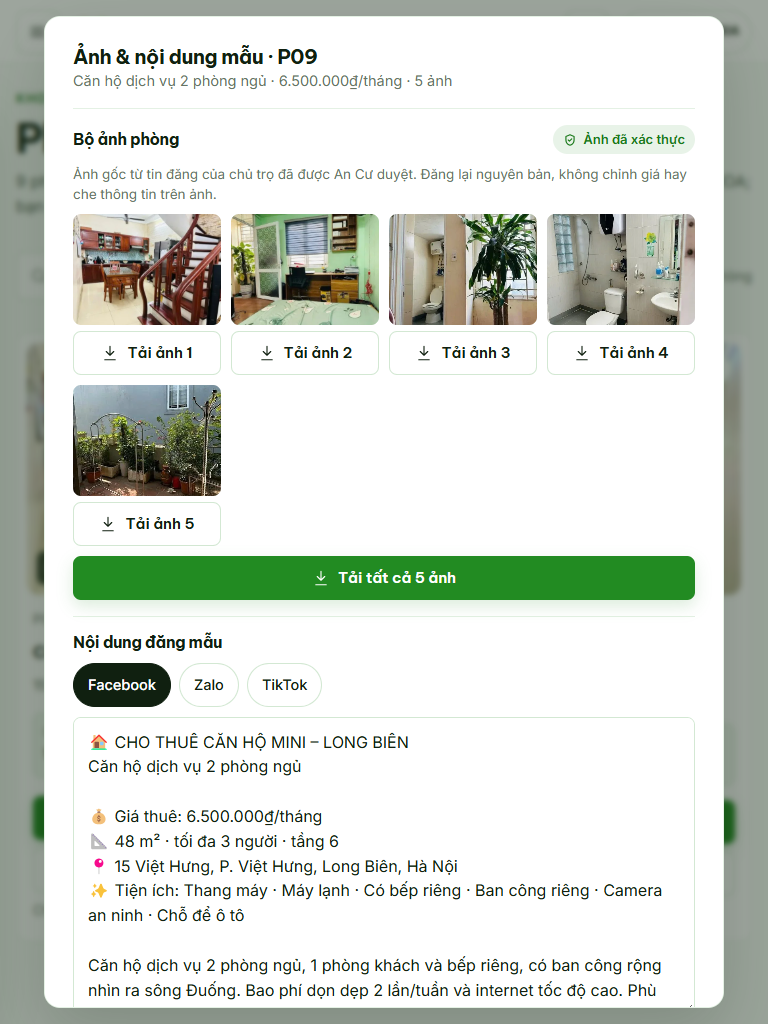 Ảnh & nội dung mẫu · P09
Căn hộ dịch vụ 2 phòng ngủ · 6.500.000₫/tháng · 5 ảnh
Bộ ảnh phòng
Ảnh đã xác thực
Ảnh gốc từ tin đăng của chủ trọ đã được An Cư duyệt. Đăng lại nguyên bản, không chỉnh giá hay
che thông tin trên ảnh.
Tải ảnh 1
Tải ảnh 2
Tải ảnh 3
Tải ảnh 4
Tải ảnh 5
Tải tất cả 5 ảnh
Nội dung đăng mẫu
Facebook
Zalo
TikTok
🏠 CHO THUÊ CĂN HỘ MINI – LONG BIÊN
Căn hộ dịch vụ 2 phòng ngủ
💰 Giá thuê: 6.500.000₫/tháng
📐 48 m² · tối đa 3 người · tầng 6
📍 15 Việt Hưng, P. Việt Hưng, Long Biên, Hà Nội
✨ Tiện ích: Thang máy · Máy lạnh · Có bếp riêng · Ban công riêng · Camera
an ninh · Chỗ để ô tô
Căn hộ dịch vụ 2 phòng ngủ, 1 phòng khách và bếp riêng, có ban công rộng
nhìn ra sông Đuống. Bao phí dọn dẹp 2 lần/tuần và internet tốc độ cao. Phù